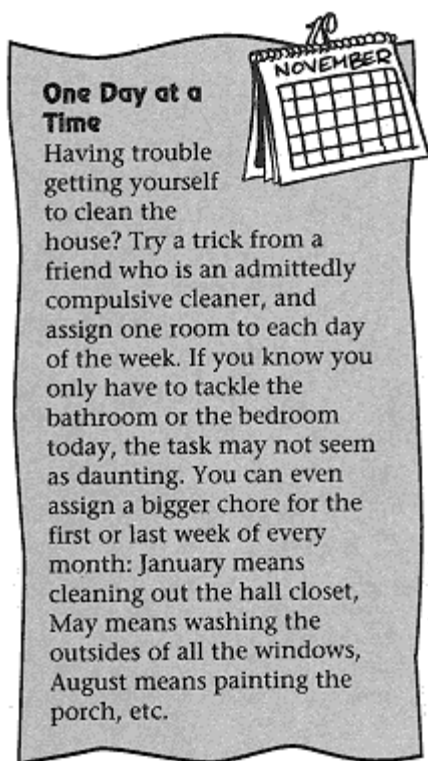 NOVEMBER
One Day at a
Time
Having trouble
getting yourself
to clean the
house? Try a trick from a
friend who is an admittedly
compulsive cleaner, and
assign one room to each day
of the week. If you know you
only have to tackle the
bathroom or the bedroom
today, the task may not seem
as daunting. You can even
assign a bigger chore for the
first or last week of every
month: January means
cleaning out the hall closet,
May means washing the
outsides of all the windows,
August means painting the
porch, etc.